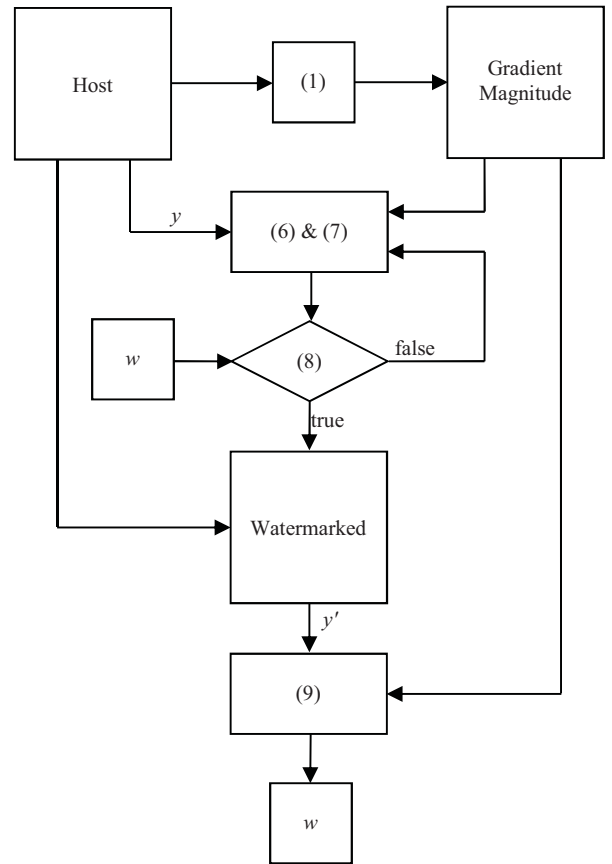 Host
(1)
Gradient
Magnitude
y
(6) & (7)
w
(8)
false
true
Watermarked
y'
(9)
w